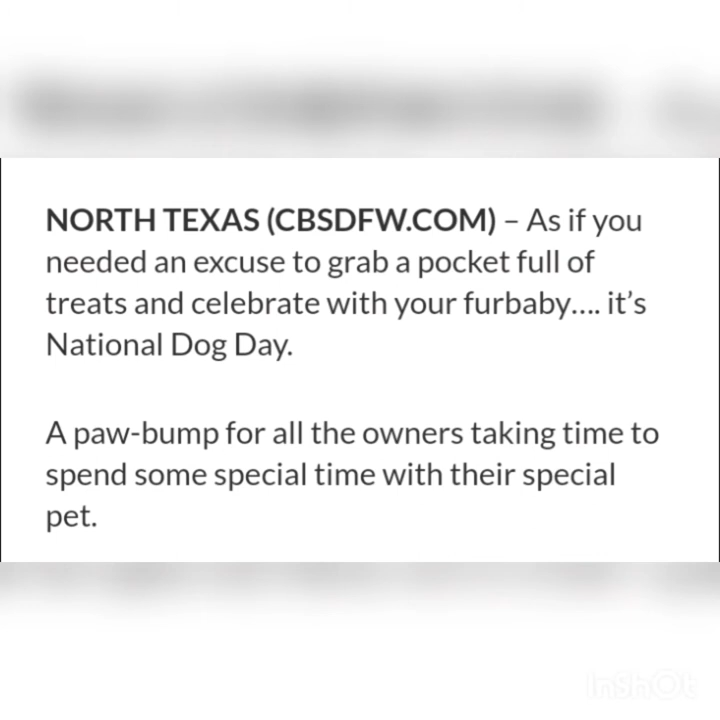 NORTH TEXAS (CBSDFW.COM) – As if you
needed an excuse to grab a pocket full of
treats and celebrate with your furbaby…. it’s
National Dog Day.
A paw-bump for all the owners taking time to
spend some special time with their special
pet.
InShOt